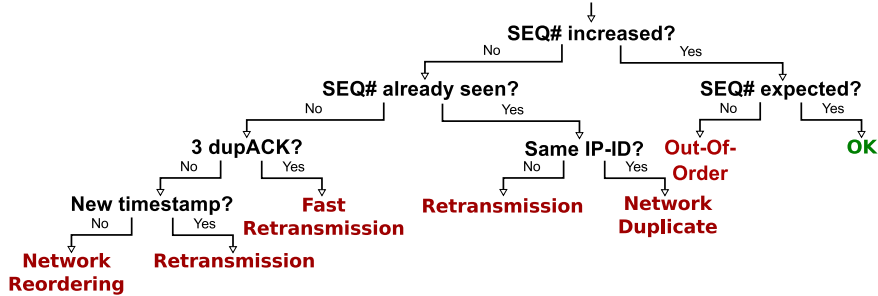 SEQ# increased?
No
Yes
SEQ# already seen?
SEQ# expected?
No
Yes
No
Yes
3 dupACK?
Same IP-ID?
Out-Of-
Order
OK
No
Yes
No
Yes
New timestamp?
Fast
Retransmission
Retransmission
Network
Duplicate
No
Yes
Network
Reordering
Retransmission